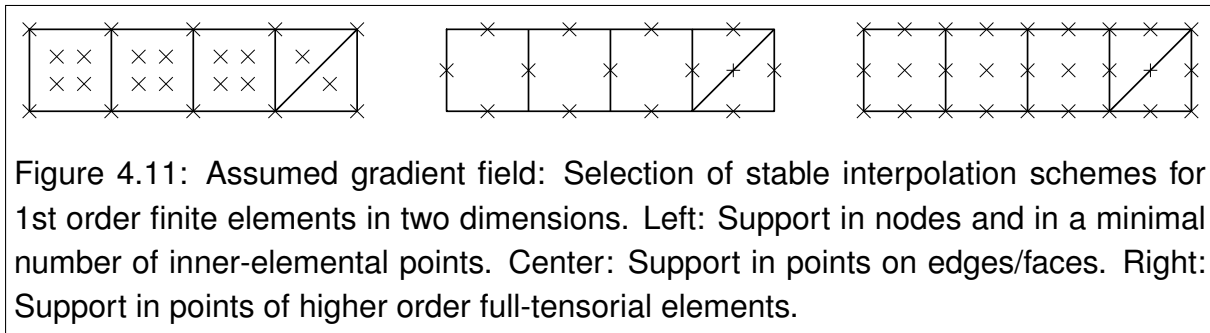 Figure 4.11: Assumed gradient field: Selection of stable interpolation schemes for
1st order finite elements in two dimensions. Left: Support in nodes and in a minimal
number of inner-elemental points. Center: Support in points on edges/faces. Right:
Support in points of higher order full-tensorial elements.